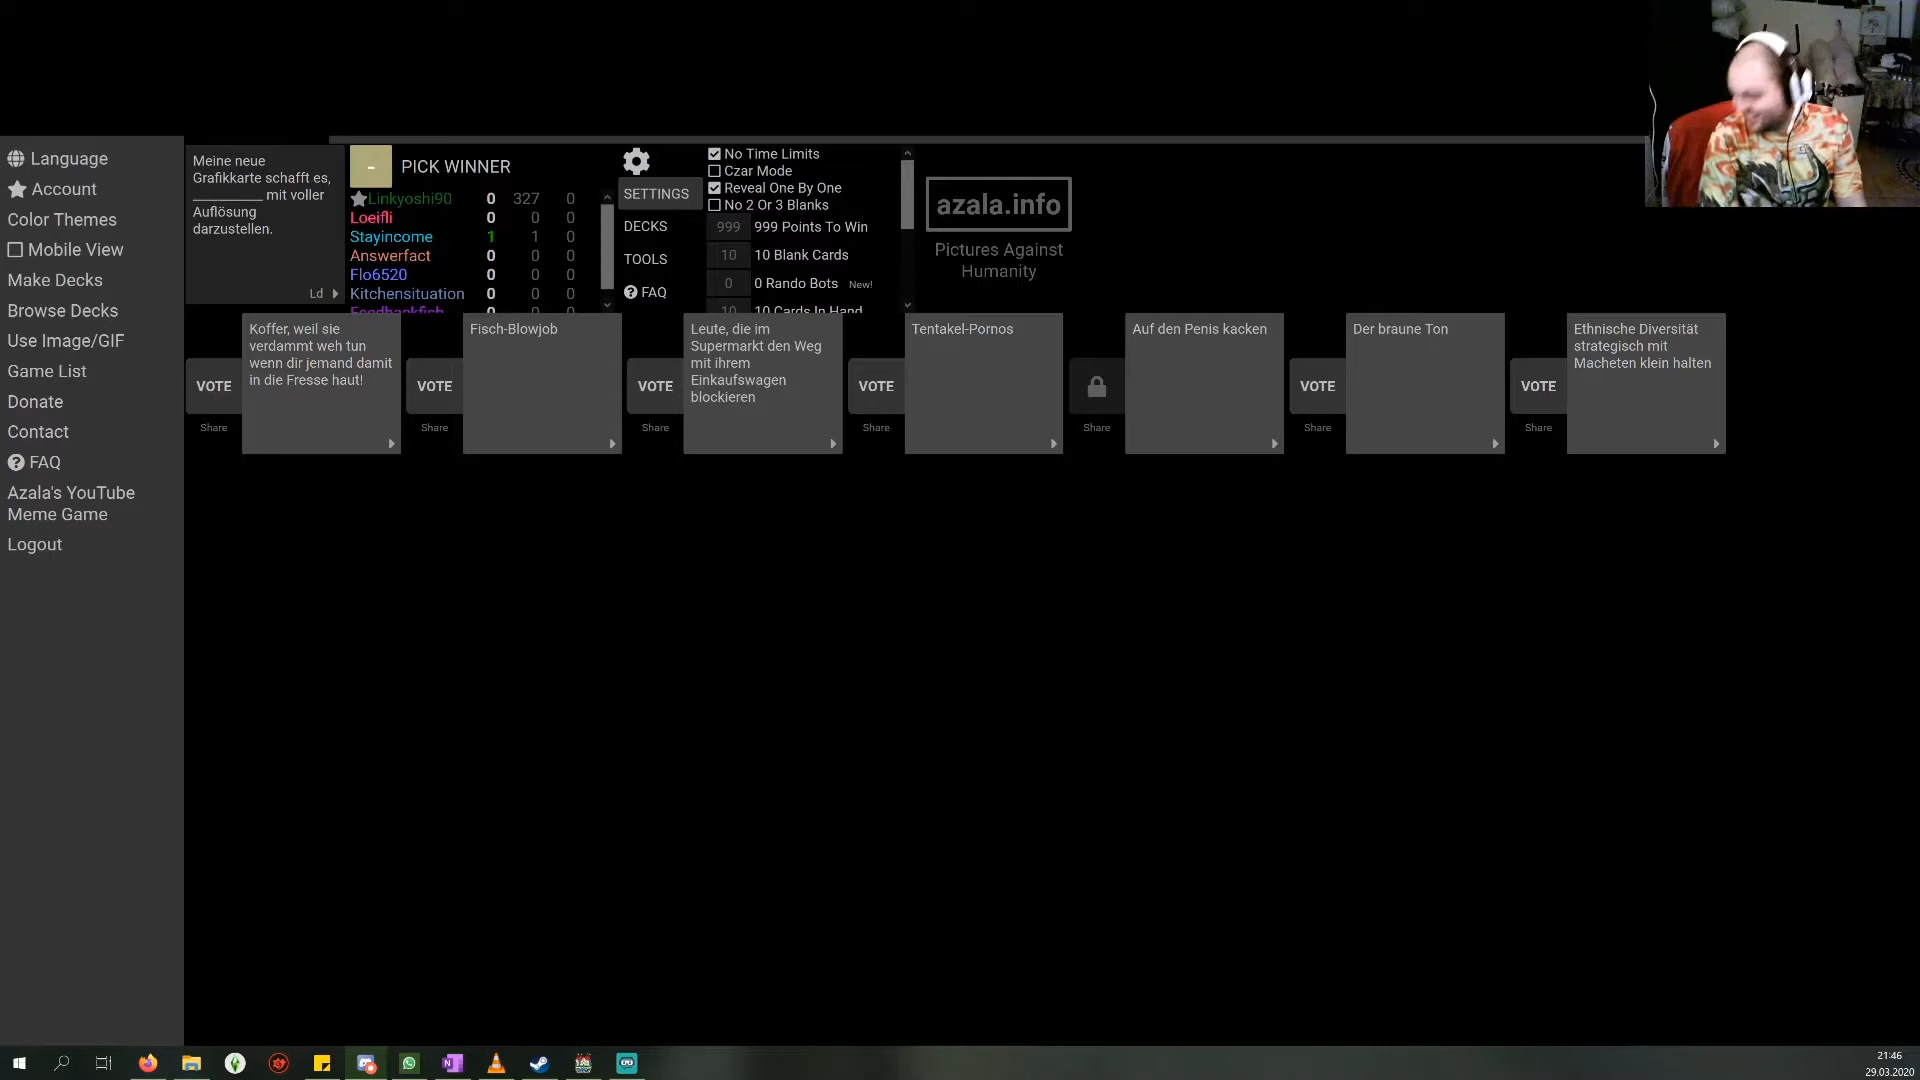 Language
Account
Color Themes
Mobile View
Make Decks
Browse Decks
Use Image/GIF
Game List
Donate
Contact
FAQ
Azala's YouTube
Meme Game
Logout
Meine neue
Grafikkarte schafft es,
_________ mit voller
Auflösung
darzustellen.
Ld
- PICK WINNER
Linkyoshi90 0 327 0
Loeifli 0 0 0
Stayincome 1 1 0
Answerfact 0 0 0
Flo6520 0 0 0
Kitchensituation 0 0 0
Feedbackfish
SETTINGS
DECKS
TOOLS
FAQ
No Time Limits
Czar Mode
Reveal One By One
No 2 Or 3 Blanks
999 999 Points To Win
10 10 Blank Cards
0 0 Rando Bots New!
10 10 Cards In Hand
azala.info
Pictures Against
Humanity
VOTE
Share
Koffer, weil sie
verdammt weh tun
wenn dir jemand damit
in die Fresse haut!
VOTE
Share
Fisch-Blowjob
VOTE
Share
Leute, die im
Supermarkt den Weg
mit ihrem
Einkaufswagen
blockieren
VOTE
Share
Tentakel-Pornos
Share
Auf den Penis kacken
VOTE
Share
Der braune Ton
VOTE
Share
Ethnische Diversität
strategisch mit
Macheten klein halten
21:46
29.03.2020